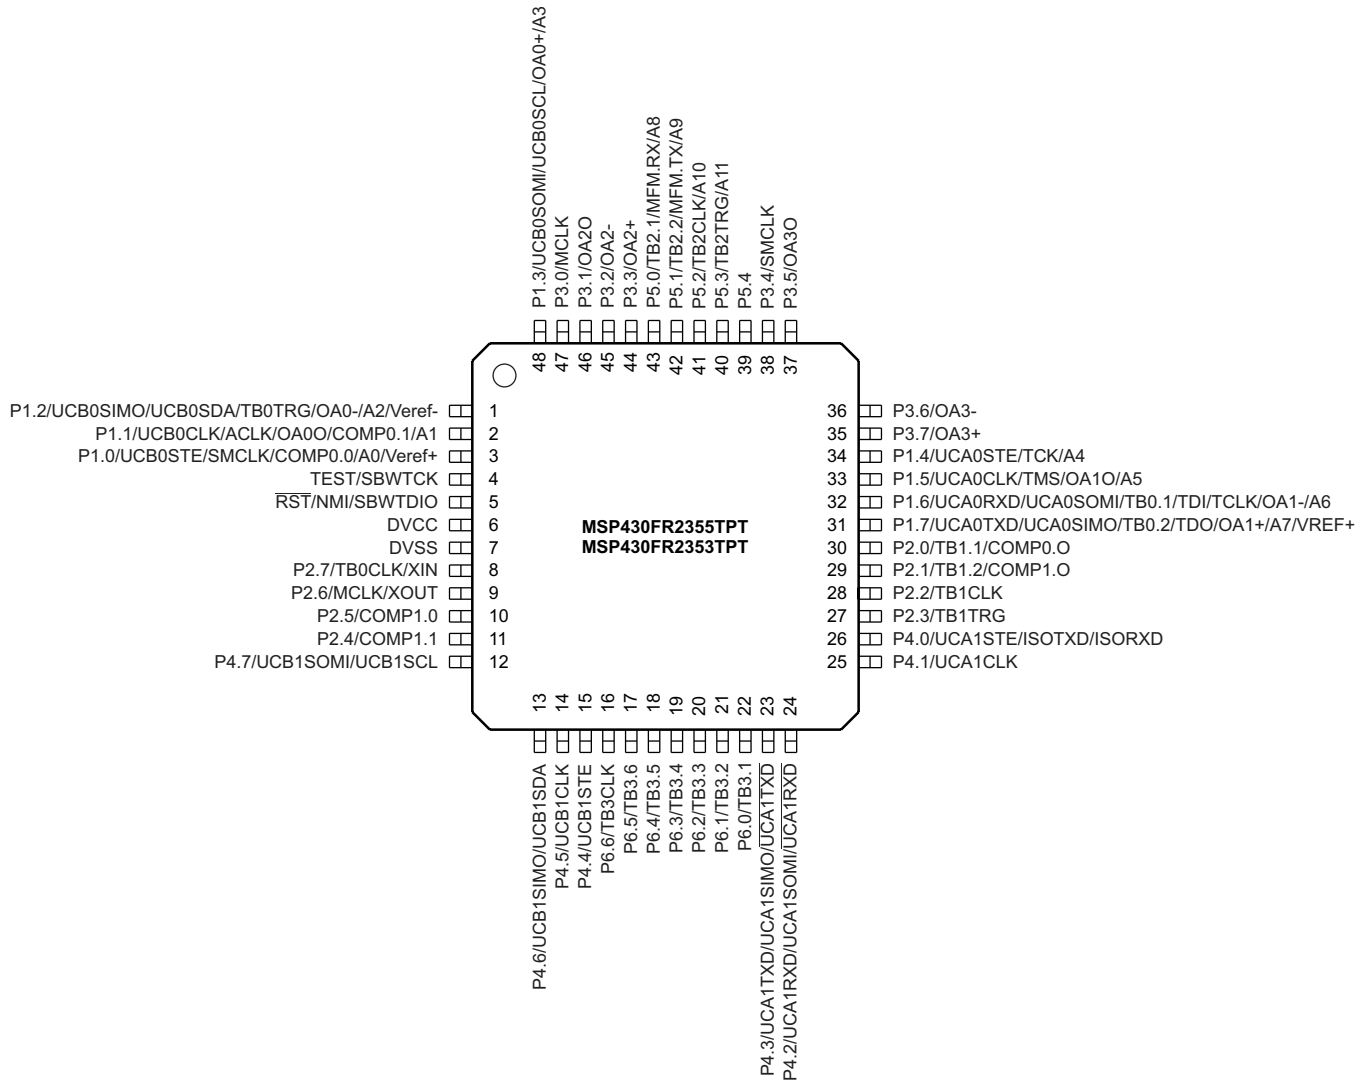 P1.3/UCB0SOMI/UCB0SCL/OA0+/A3
P3.0/MCLK
P3.1/OA2O
P3.2/OA2-
P3.3/OA2+
P5.0/TB2.1/MFM.RX/A8
P5.1/TB2.2/MFM.TX/A9
P5.2/TB2CLK/A10
P5.3/TB2TRG/A11
P5.4
P3.4/SMCLK
P3.5/OA3O
48
47
46
45
44
43
42
41
40
39
38
37
P1.2/UCB0SIMO/UCB0SDA/TB0TRG/OA0-/A2/Veref- 1
P1.1/UCB0CLK/ACLK/OA0O/COMP0.1/A1 2
P1.0/UCB0STE/SMCLK/COMP0.0/A0/Veref+ 3
TEST/SBWTCK 4
R̅S̅T̅/NMI/SBWTDIO 5
DVCC 6
DVSS 7
P2.7/TB0CLK/XIN 8
P2.6/MCLK/XOUT 9
P2.5/COMP1.0 10
P2.4/COMP1.1 11
P4.7/UCB1SOMI/UCB1SCL 12
MSP430FR2355TPT
MSP430FR2353TPT
36 P3.6/OA3-
35 P3.7/OA3+
34 P1.4/UCA0STE/TCK/A4
33 P1.5/UCA0CLK/TMS/OA1O/A5
32 P1.6/UCA0RXD/UCA0SOMI/TB0.1/TDI/TCLK/OA1-/A6
31 P1.7/UCA0TXD/UCA0SIMO/TB0.2/TDO/OA1+/A7/VREF+
30 P2.0/TB1.1/COMP0.O
29 P2.1/TB1.2/COMP1.O
28 P2.2/TB1CLK
27 P2.3/TB1TRG
26 P4.0/UCA1STE/ISOTXD/ISORXD
25 P4.1/UCA1CLK
13
14
15
16
17
18
19
20
21
22
23
24
P4.6/UCB1SIMO/UCB1SDA
P4.5/UCB1CLK
P4.4/UCB1STE
P6.6/TB3CLK
P6.5/TB3.6
P6.4/TB3.5
P6.3/TB3.4
P6.2/TB3.3
P6.1/TB3.2
P6.0/TB3.1
P4.3/UCA1TXD/UCA1SIMO/U̅C̅A̅1̅T̅X̅D̅
P4.2/UCA1RXD/UCA1SOMI/U̅C̅A̅1̅R̅X̅D̅